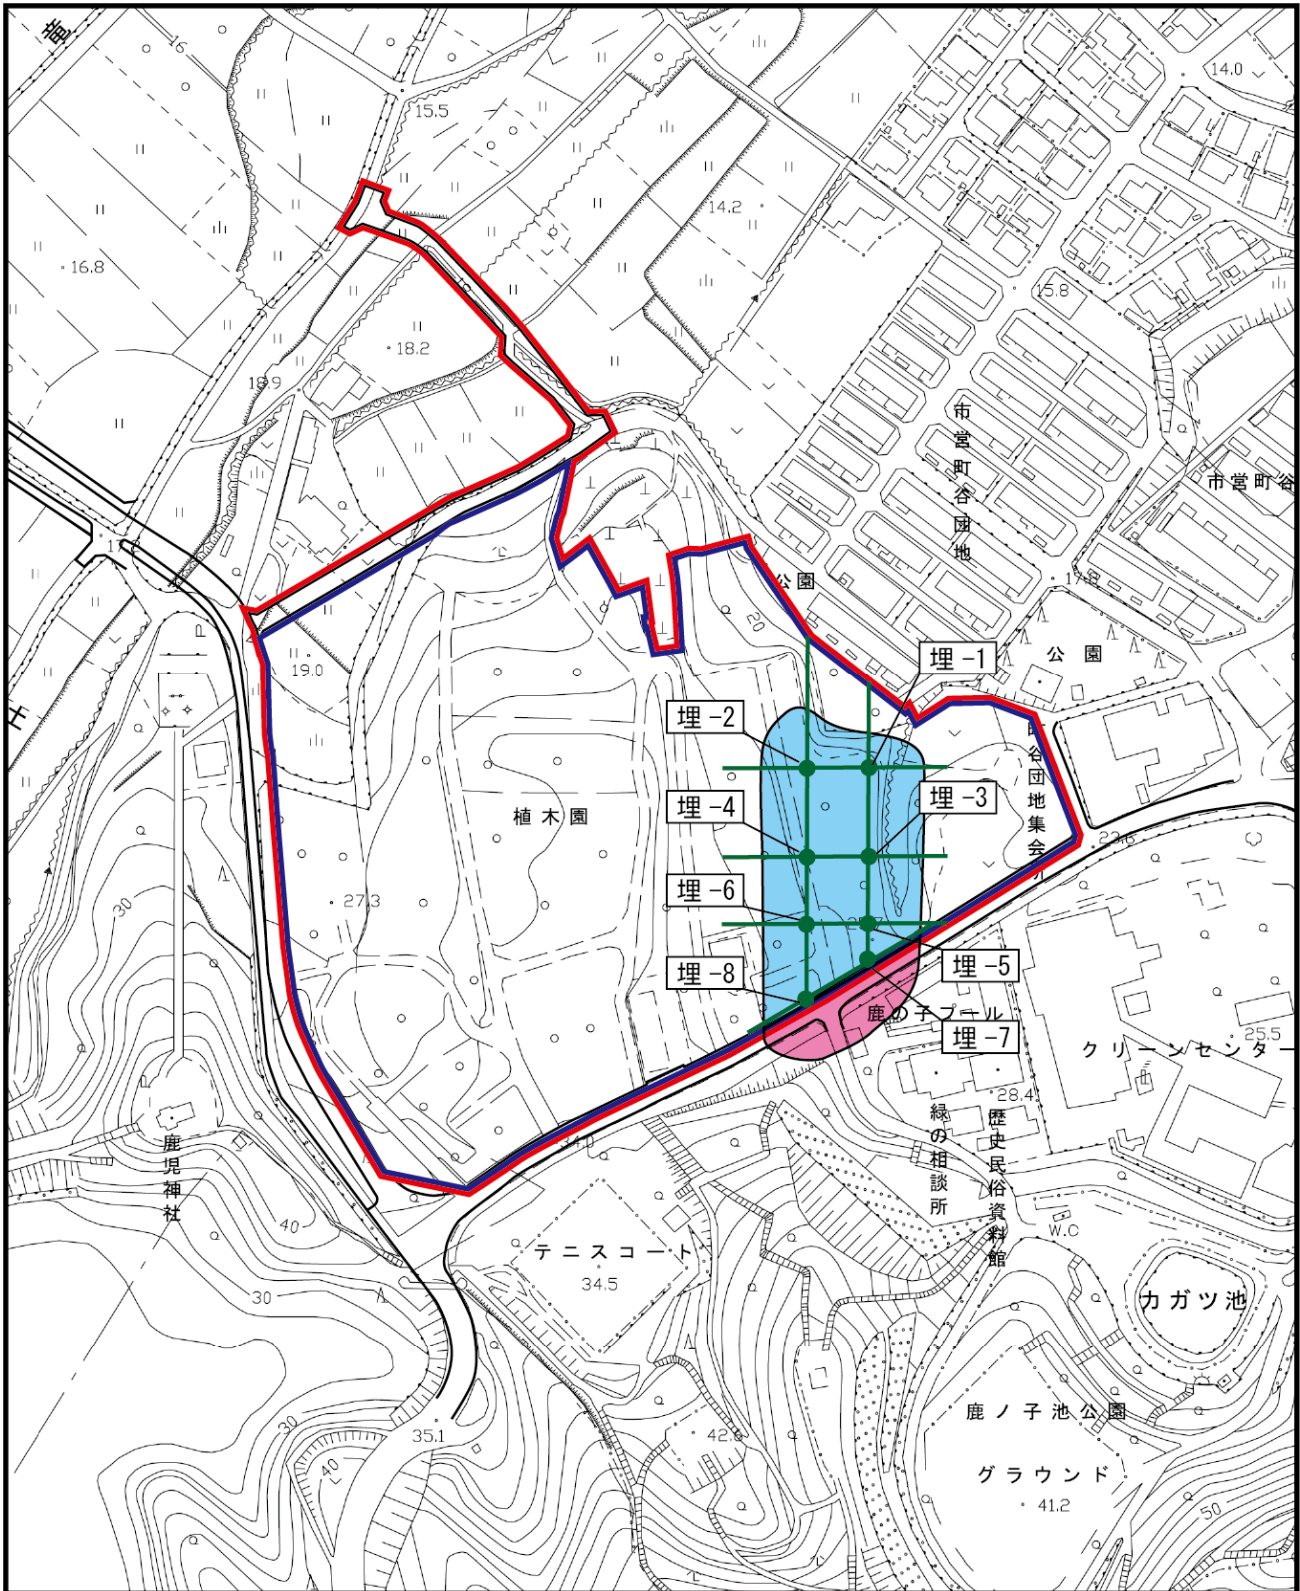 竜
16
15.5
14.0
14.2
16.8
15.8
18.2
18.9
市営町谷団地
市営町谷
公園
20
公園
19.0
埋-1
埋-2
埋-3
埋-4
植木園
町谷団地集会
23.6
30
27.3
埋-6
埋-5
埋-8
鹿の子プール
埋-7
25.5
クリーンセンター
28.4
34.0
緑の相談所
歴史民俗資料館
鹿児神社
W.C
40
テニスコート
34.5
30
カガツ池
鹿ノ子池公園
30
35.1
グラウンド
40
41.2
50